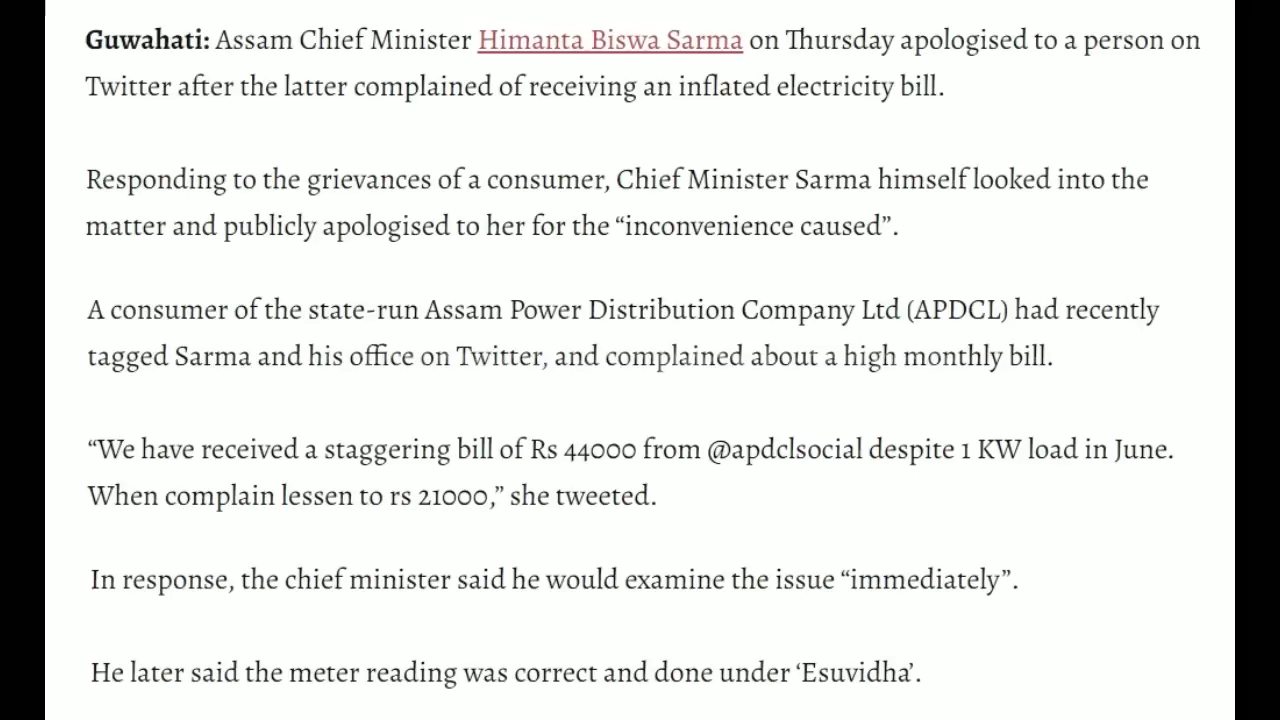 Guwahati: Assam Chief Minister Himanta Biswa Sarma on Thursday apologised to a person on
Twitter after the latter complained of receiving an inflated electricity bill.
Responding to the grievances of a consumer, Chief Minister Sarma himself looked into the
matter and publicly apologised to her for the “inconvenience caused”.
A consumer of the state-run Assam Power Distribution Company Ltd (APDCL) had recently
tagged Sarma and his office on Twitter, and complained about a high monthly bill.
“We have received a staggering bill of Rs 44000 from @apdclsocial despite 1 KW load in June.
When complain lessen to rs 21000,” she tweeted.
In response, the chief minister said he would examine the issue “immediately”.
He later said the meter reading was correct and done under ‘Esuvidha’.